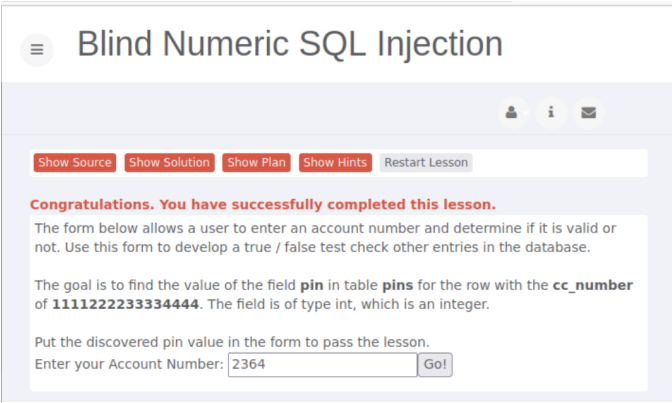 Blind Numeric SQL Injection
Show Source Show Solution Show Plan Show Hints Restart Lesson
Congratulations. You have successfully completed this lesson.
The form below allows a user to enter an account number and determine if it is valid or
not. Use this form to develop a true / false test check other entries in the database.
The goal is to find the value of the field pin in table pins for the row with the cc_number
of 1111222233334444. The field is of type int, which is an integer.
Put the discovered pin value in the form to pass the lesson.
Enter your Account Number: 2364 Go!